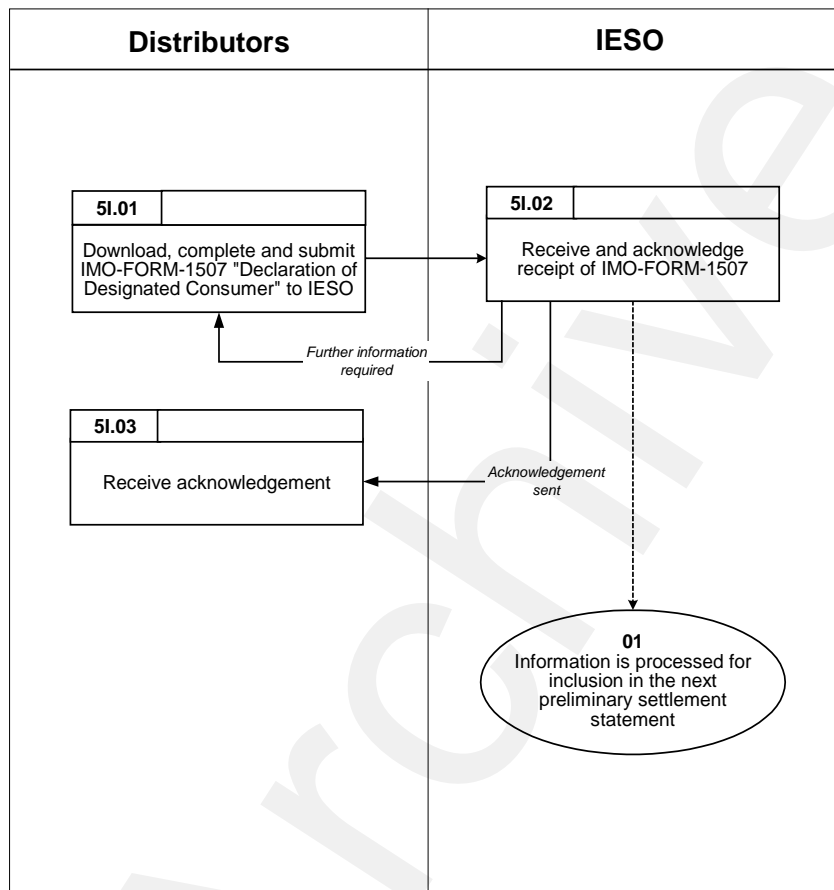 Distributors
IESO
5I.01
Download, complete and submit
IMO-FORM-1507 "Declaration of
Designated Consumer" to IESO
5I.02
Receive and acknowledge
receipt of IMO-FORM-1507
Further information
required
5I.03
Receive acknowledgement
Acknowledgement
sent
01
Information is processed for
inclusion in the next
preliminary settlement
statement